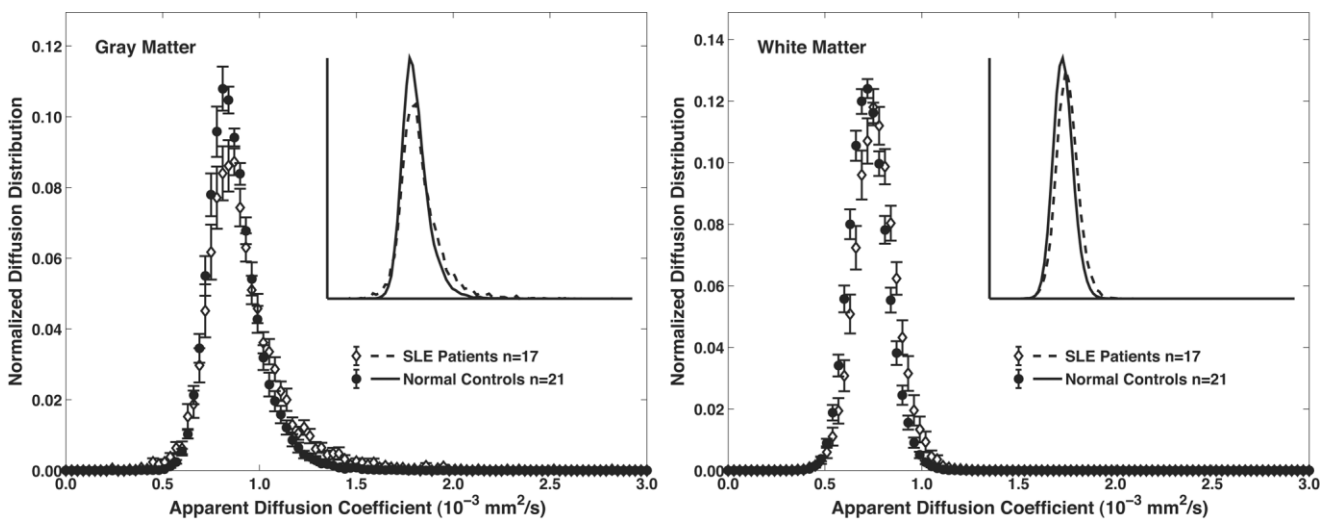 Gray Matter
Normalized Diffusion Distribution
0.12
0.10
0.08
0.06
0.04
0.02
0.00
SLE Patients n=17
Normal Controls n=21
0.0 0.5 1.0 1.5 2.0 2.5 3.0
Apparent Diffusion Coefficient (10⁻³ mm²/s)
White Matter
Normalized Diffusion Distribution
0.14
0.12
0.10
0.08
0.06
0.04
0.02
0.00
SLE Patients n=17
Normal Controls n=21
0.0 0.5 1.0 1.5 2.0 2.5 3.0
Apparent Diffusion Coefficient (10⁻³ mm²/s)